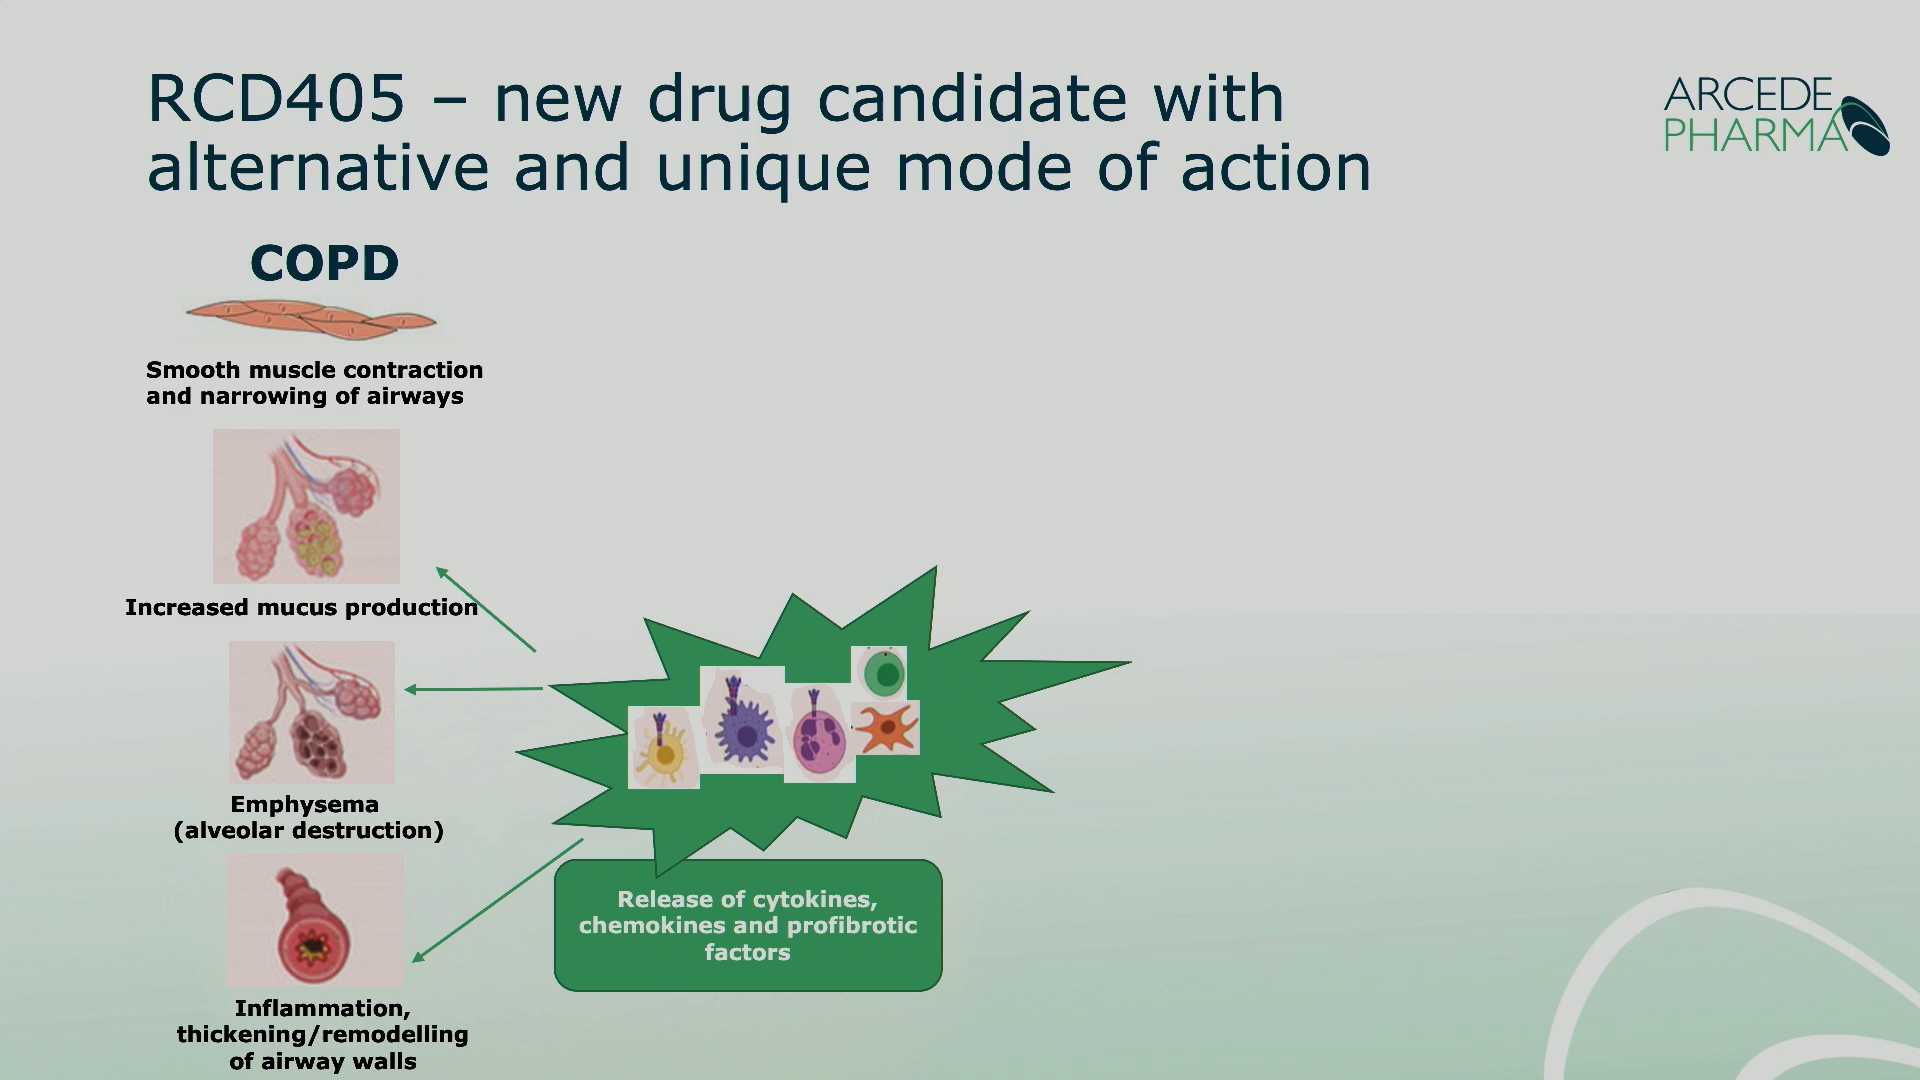 RCD405 – new drug candidate with
alternative and unique mode of action
ARCEDE
PHARMA
COPD
Smooth muscle contraction
and narrowing of airways
Increased mucus production
Emphysema
(alveolar destruction)
Inflammation,
thickening/remodelling
of airway walls
Release of cytokines,
chemokines and profibrotic
factors